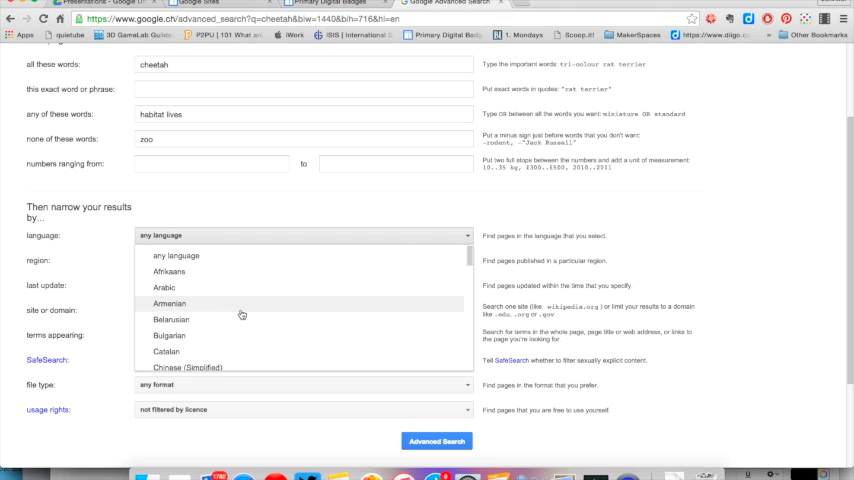 Presentations - Google Dri
Google Sites
Primary Digital Badges
Google Advanced Search
https://www.google.ch/advanced_search?q=cheetah&biw=1440&bih=716&hl=en
Apps quietube 3D GameLab Guilde P2PU | 101 What are iWork ISIS | International B Primary Digital Badg 1. Mondays Scoop.it! MakerSpaces https://www.diigo. » Other Bookmarks
all these words: cheetah Type the important words: tri-colour rat terrier
this exact word or phrase: Put exact words in quotes: "rat terrier"
any of these words: habitat lives Type OR between all the words you want: miniature OR standard
none of these words: zoo Put a minus sign just before words that you don't want:
-rodent, -"Jack Russell"
numbers ranging from: to Put two full stops between the numbers and add a unit of measurement:
10..35 kg, £300..£500, 2010..2011
Then narrow your results
by...
language: any language Find pages in the language that you select.
any language
region: Find pages published in a particular region.
Afrikaans
last update: Arabic Find pages updated within the time that you specify.
Armenian
site or domain: Search one site (like wikipedia.org) or limit your results to a domain
like .edu, .org or .gov
Belarusian
terms appearing: Bulgarian Search for terms in the whole page, page title or web address, or links to
the page you're looking for.
Catalan
SafeSearch: Tell SafeSearch whether to filter sexually explicit content.
Chinese (Simplified)
file type: any format Find pages in the format that you prefer.
usage rights: not filtered by licence Find pages that you are free to use yourself.
Advanced Search